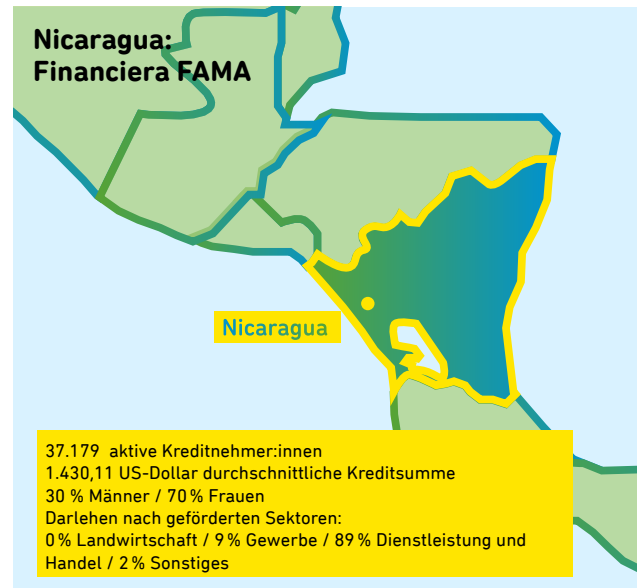 Nicaragua:
Financiera FAMA
Nicaragua
37.179 aktive Kreditnehmer:innen
1.430,11 US-Dollar durchschnittliche Kreditsumme
30 % Männer / 70 % Frauen
Darlehen nach geförderten Sektoren:
0 % Landwirtschaft / 9 % Gewerbe / 89 % Dienstleistung und
Handel / 2 % Sonstiges